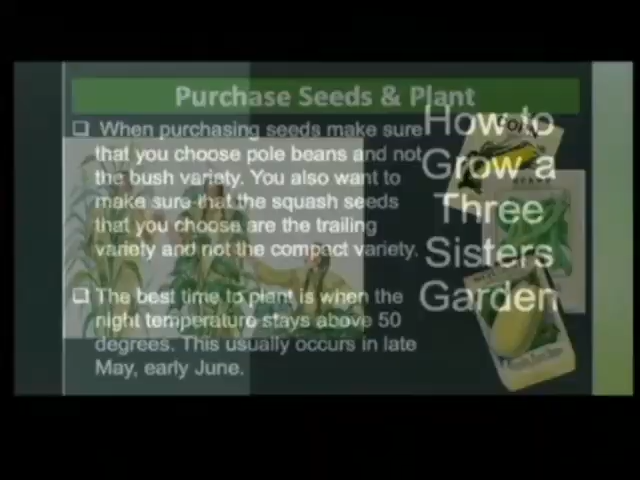 Purchase Seeds & Plant
☐ When purchasing seeds make sure
that you choose pole beans and not
the bush variety. You also want to
make sure that the squash seeds
that you choose are the trailing
variety and not the compact variety.
☐ The best time to plant is when the
night temperature stays above 50
degrees. This usually occurs in late
May, early June.
How to
Grow a
Three
Sisters
Garden
CORN